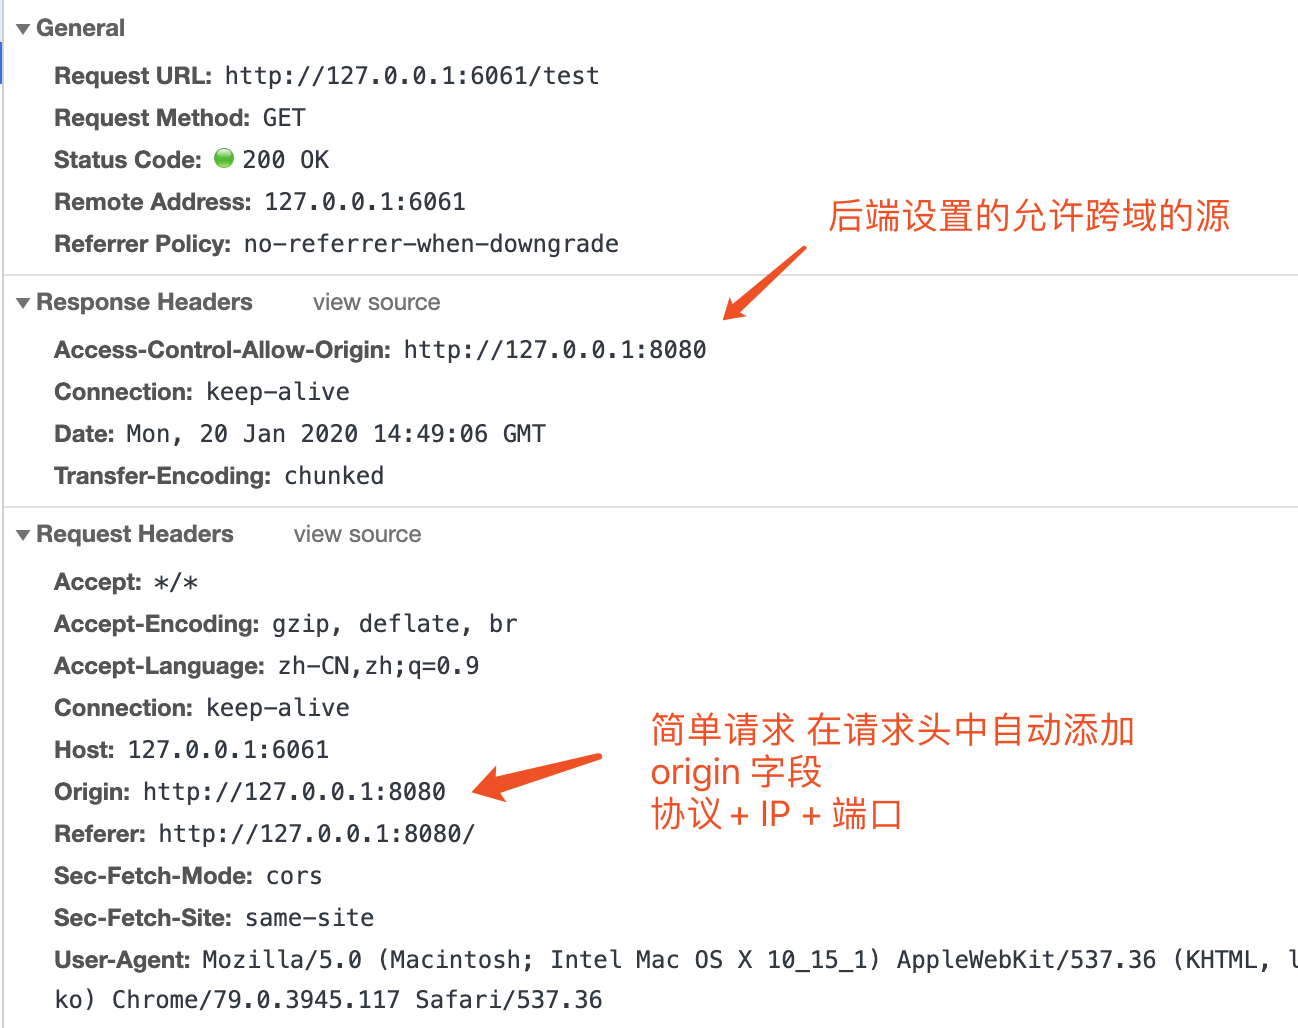 General
Request URL: http://127.0.0.1:6061/test
Request Method: GET
Status Code: 200 OK
Remote Address: 127.0.0.1:6061
后端设置的允许跨域的源
Referrer Policy: no-referrer-when-downgrade
Response Headers view source
Access-Control-Allow-Origin: http://127.0.0.1:8080
Connection: keep-alive
Date: Mon, 20 Jan 2020 14:49:06 GMT
Transfer-Encoding: chunked
Request Headers view source
Accept: */*
Accept-Encoding: gzip, deflate, br
Accept-Language: zh-CN,zh;q=0.9
Connection: keep-alive
简单请求 在请求头中自动添加
origin 字段
协议 + IP + 端口
Host: 127.0.0.1:6061
Origin: http://127.0.0.1:8080
Referer: http://127.0.0.1:8080/
Sec-Fetch-Mode: cors
Sec-Fetch-Site: same-site
User-Agent: Mozilla/5.0 (Macintosh; Intel Mac OS X 10_15_1) AppleWebKit/537.36 (KHTML, l
ko) Chrome/79.0.3945.117 Safari/537.36